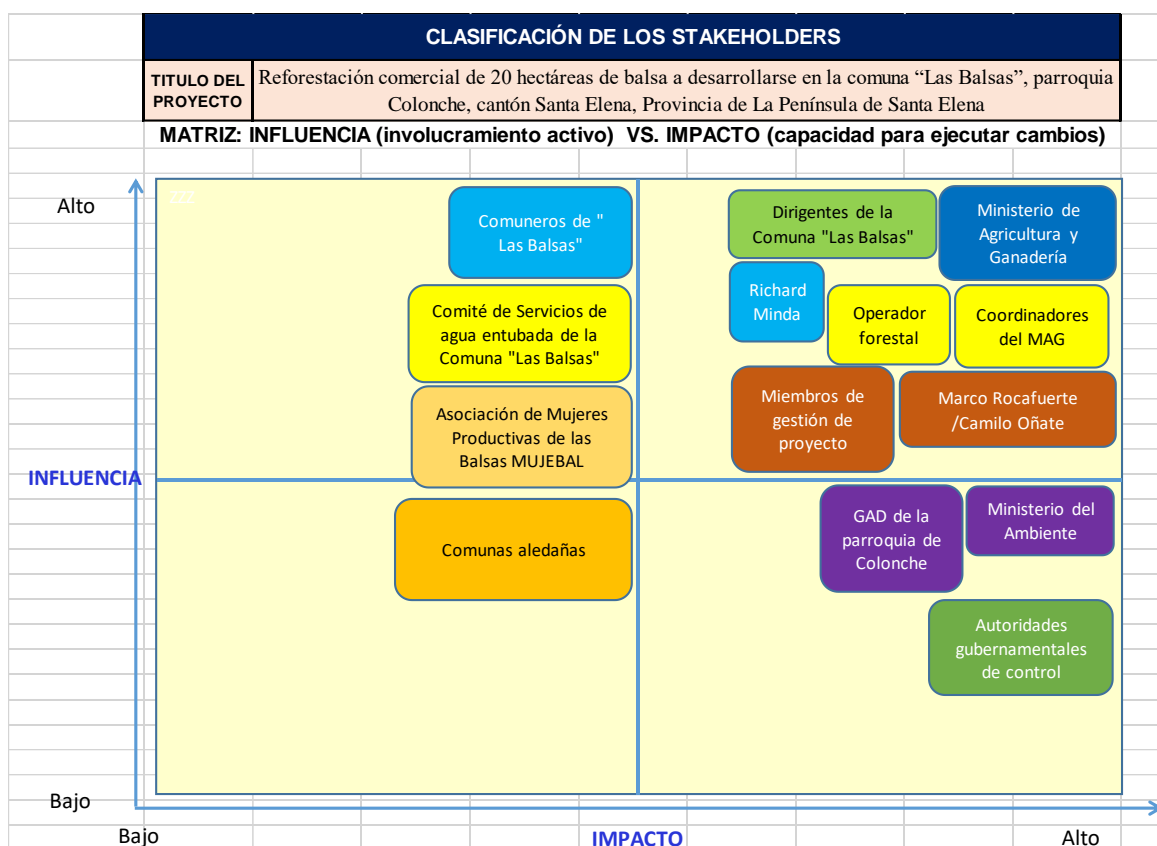 CLASIFICACIÓN DE LOS STAKEHOLDERS
TITULO DEL
PROYECTO
Reforestación comercial de 20 hectáreas de balsa a desarrollarse en la comuna “Las Balsas”, parroquia
Colonche, cantón Santa Elena, Provincia de La Península de Santa Elena
MATRIZ: INFLUENCIA (involucramiento activo) VS. IMPACTO (capacidad para ejecutar cambios)
Alto
zzz
Comuneros de "
Las Balsas"
Dirigentes de la
Comuna "Las Balsas"
Ministerio de
Agricultura y
Ganadería
Richard
Minda
Comité de Servicios de
agua entubada de la
Comuna "Las Balsas"
Operador
forestal
Coordinadores
del MAG
Asociación de Mujeres
Productivas de las
Balsas MUJEBAL
Miembros de
gestión de
proyecto
Marco Rocafuerte
/Camilo Oñate
INFLUENCIA
Comunas aledañas
GAD de la
parroquia de
Colonche
Ministerio del
Ambiente
Autoridades
gubernamentales
de control
Bajo
Bajo
IMPACTO
Alto